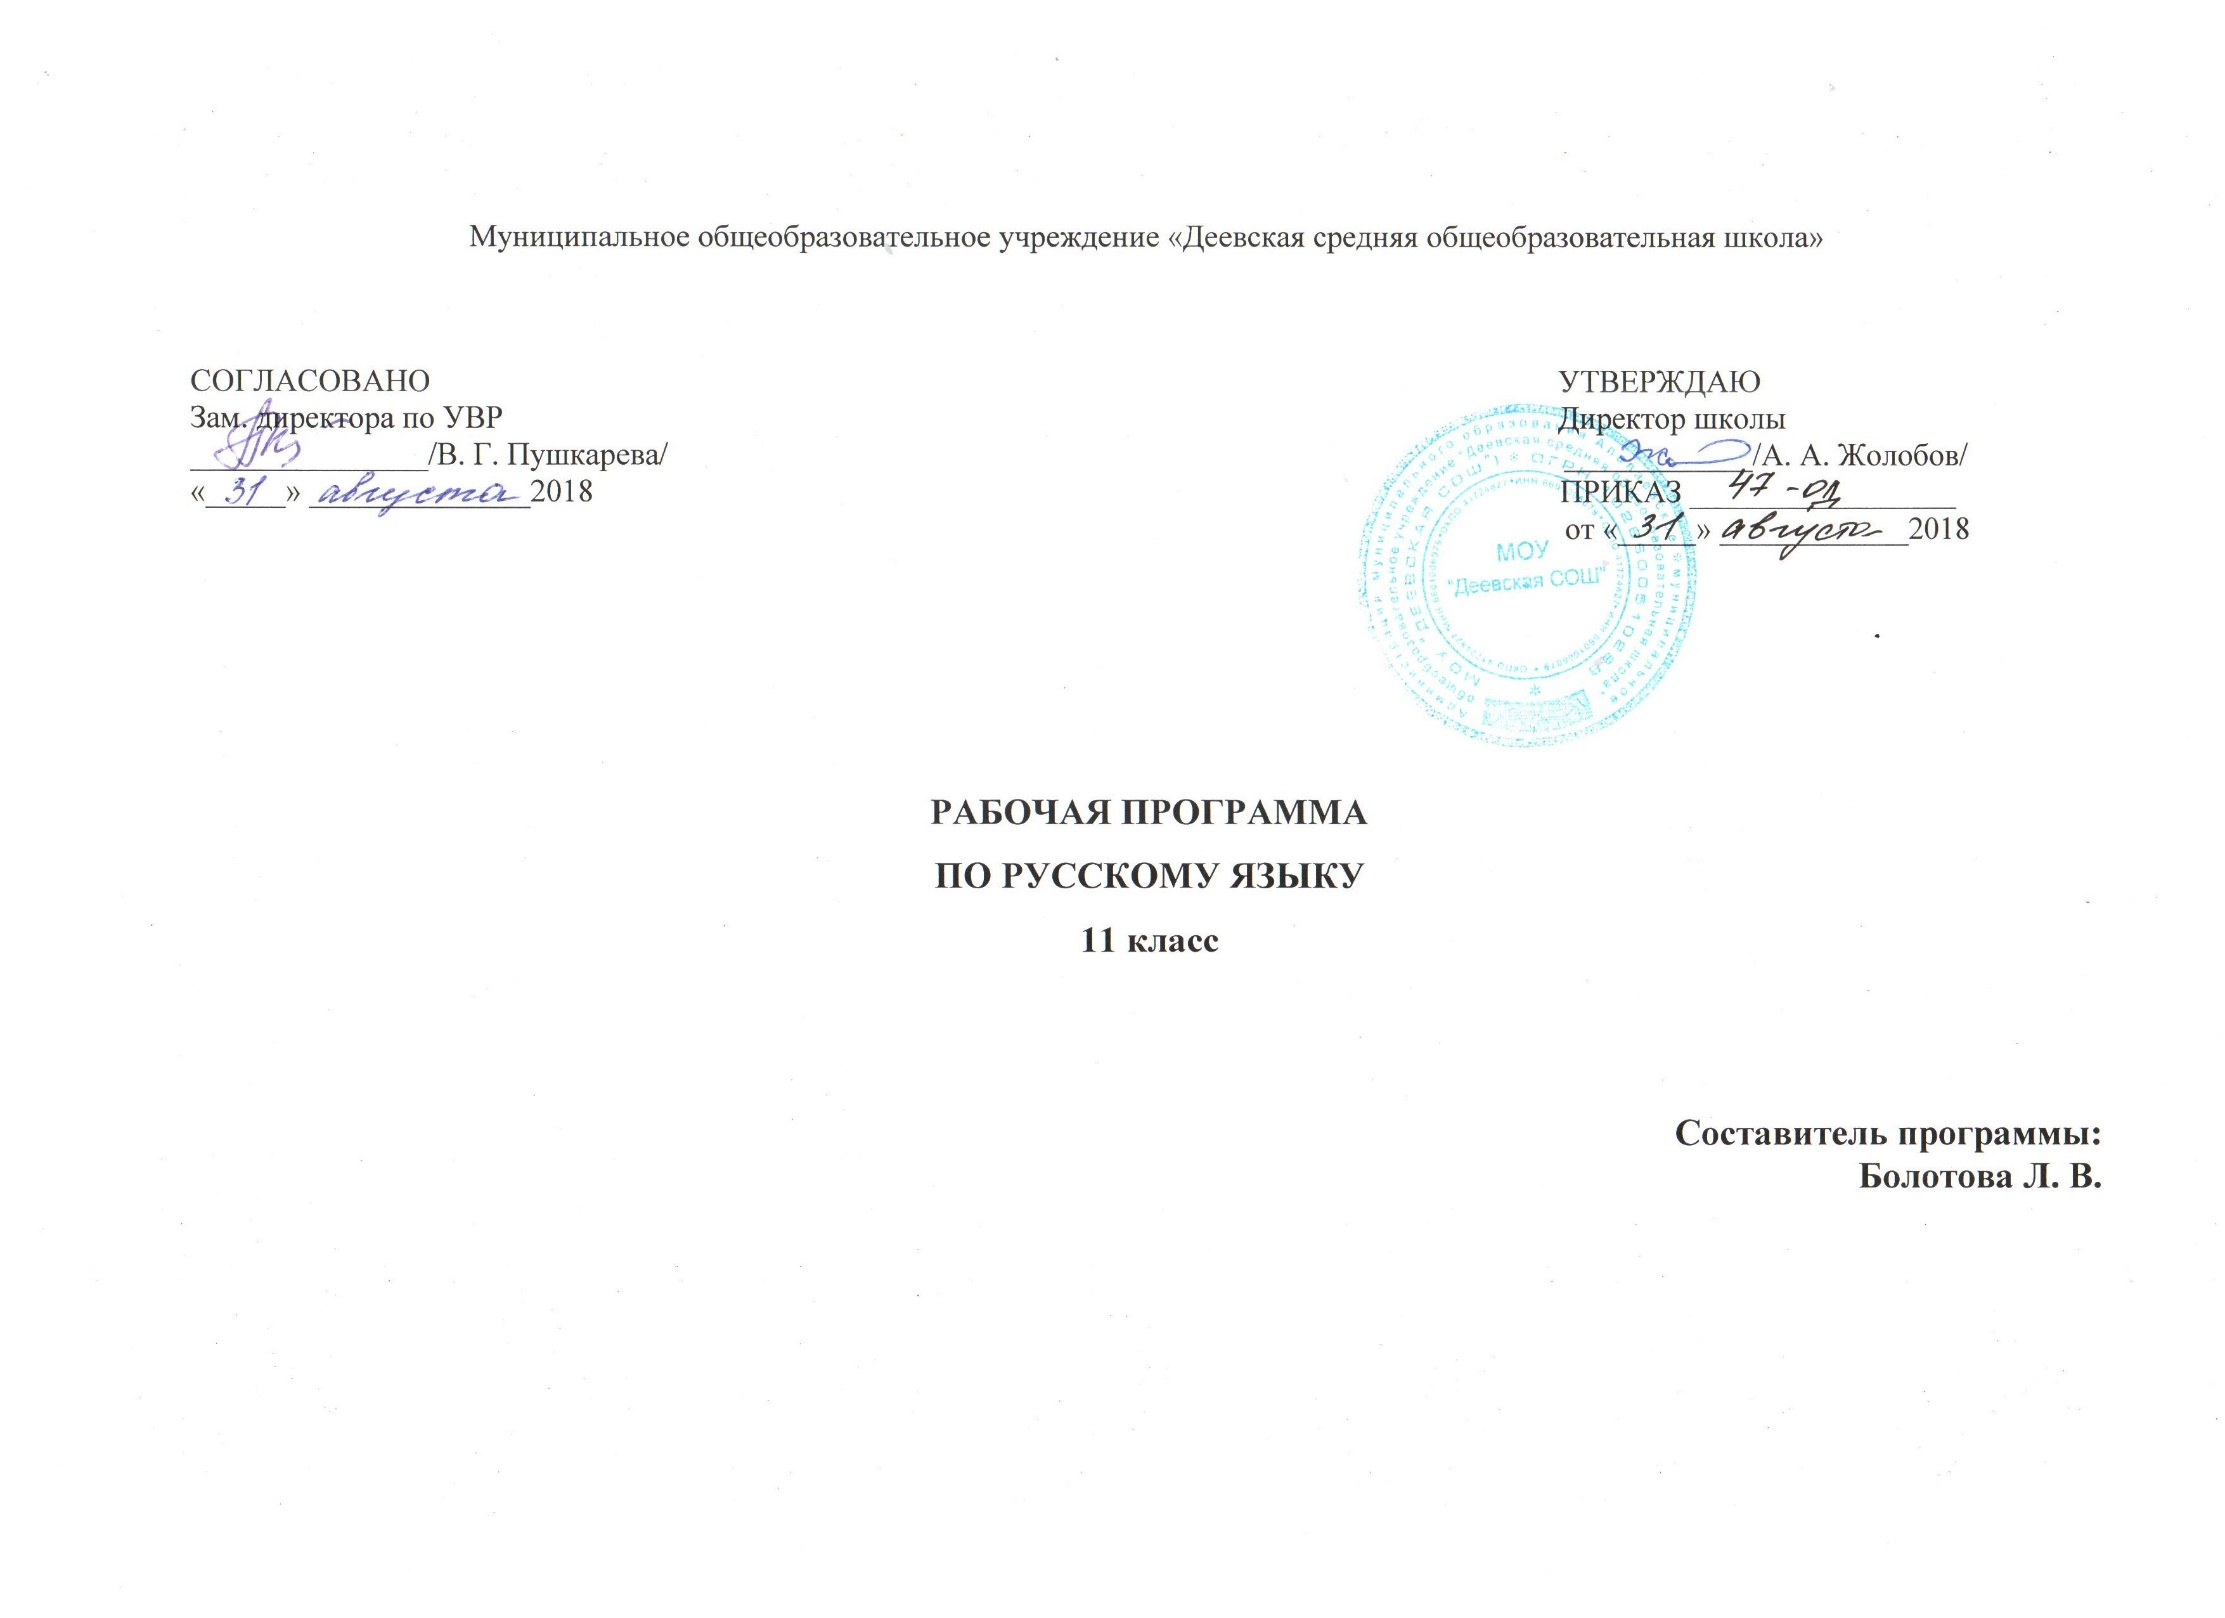 Муниципальное общеобразовательное учреждение «Деевская средняя общеобразовательная школа»
СОГЛАСОВАНО
Зам. директора по УВР
/В. Г. Пушкарева/
« 31 » августа 2018
УТВЕРЖДАЮ
Директор школы
/А. А. Жолобов/
ПРИКАЗ 47 -од
от « 31 » августа 2018
МОУ
"Деевская СОШ"
РАБОЧАЯ ПРОГРАММА
ПО РУССКОМУ ЯЗЫКУ
11 класс
Составитель программы:
Болотова Л. В.